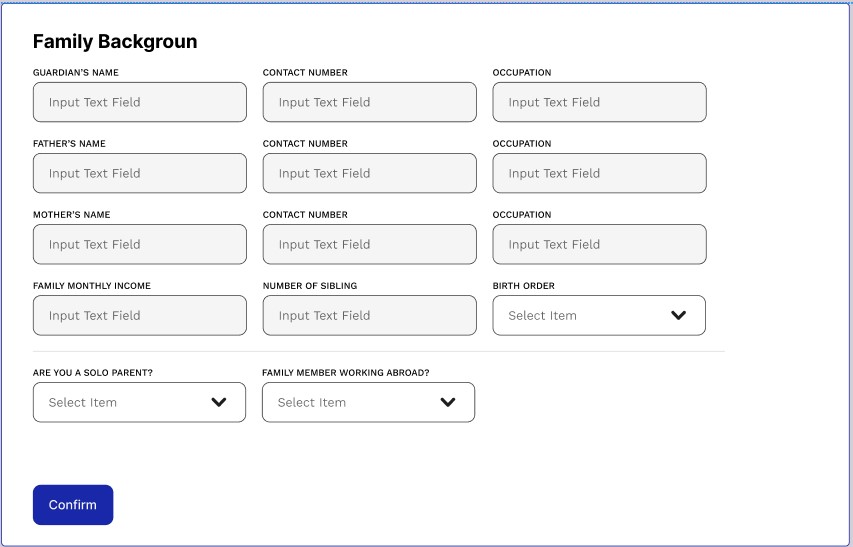 Family Backgroun
GUARDIAN'S NAME CONTACT NUMBER OCCUPATION
Input Text Field Input Text Field Input Text Field
FATHER'S NAME CONTACT NUMBER OCCUPATION
Input Text Field Input Text Field Input Text Field
MOTHER'S NAME CONTACT NUMBER OCCUPATION
Input Text Field Input Text Field Input Text Field
FAMILY MONTHLY INCOME NUMBER OF SIBLING BIRTH ORDER
Input Text Field Input Text Field Select Item
ARE YOU A SOLO PARENT? FAMILY MEMBER WORKING ABROAD?
Select Item Select Item
Confirm